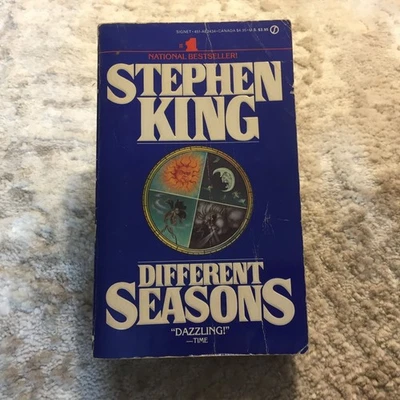 #1
NATIONAL BESTSELLER!
STEPHEN
KING
DIFFERENT
SEASONS
"DAZZLING!"
—TIME